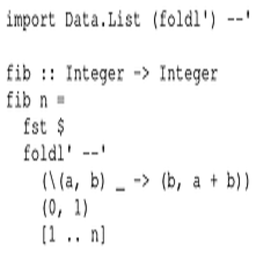 import Data.List (foldl') --'
fib :: Integer -> Integer
fib n =
fst $
foldl' --'
(\(a, b) _ -> (b, a + b))
(0, 1)
[1 .. n]